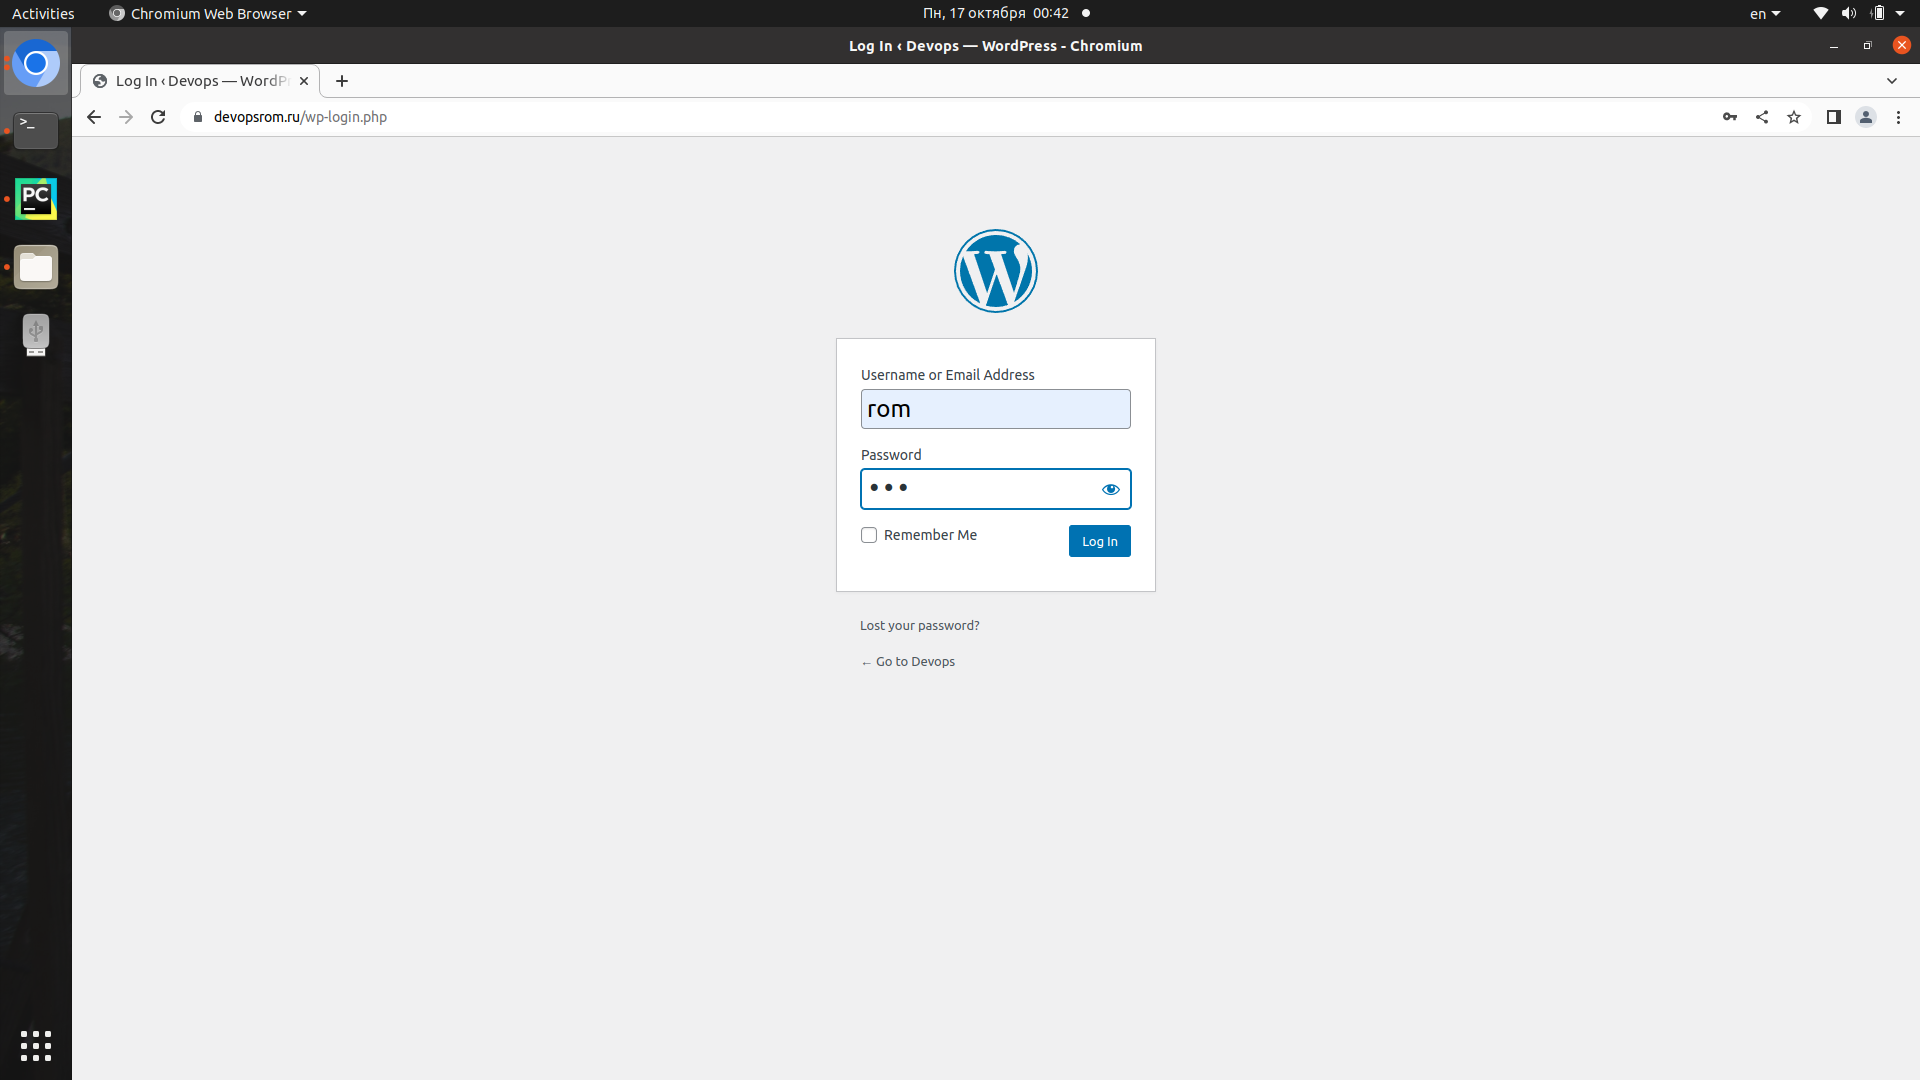 Activities
Chromium Web Browser
Пн, 17 октября 00:42
en
Log In ‹ Devops — WordPress - Chromium
Log In ‹ Devops — WordPr
devopsrom.ru/wp-login.php
>_
PC
W
Username or Email Address
rom
Password
•••
Remember Me
Log In
Lost your password?
← Go to Devops